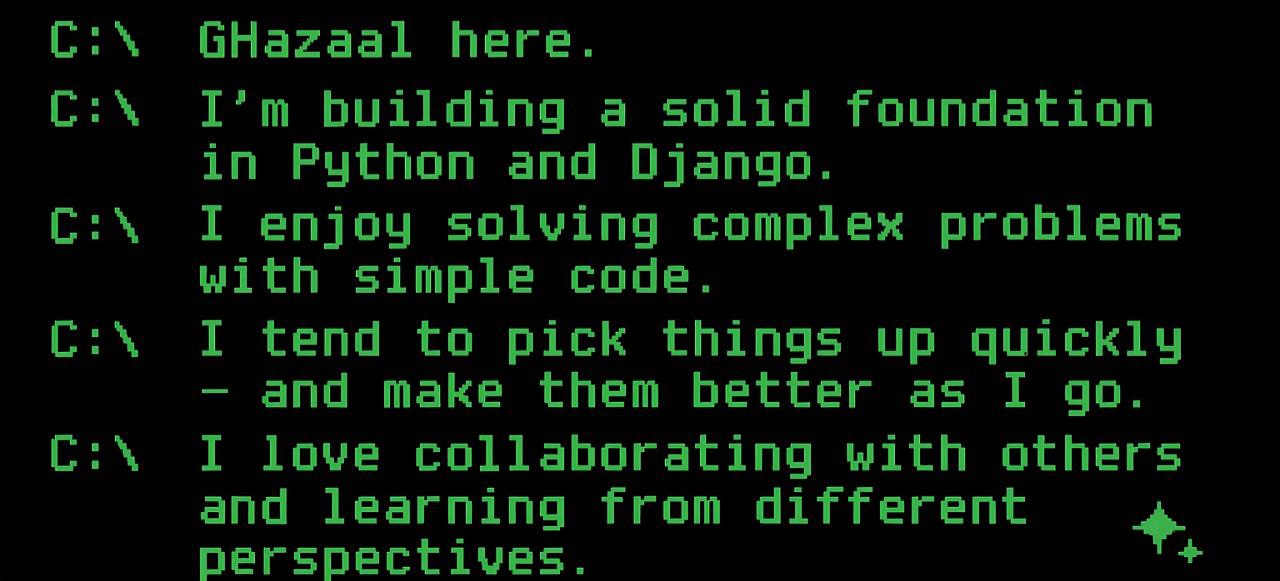 C:\ GHazaal here.
C:\ I'm building a solid foundation
in Python and Django.
C:\ I enjoy solving complex problems
with simple code.
C:\ I tend to pick things up quickly
– and make them better as I go.
C:\ I love collaborating with others
and learning from different
perspectives.